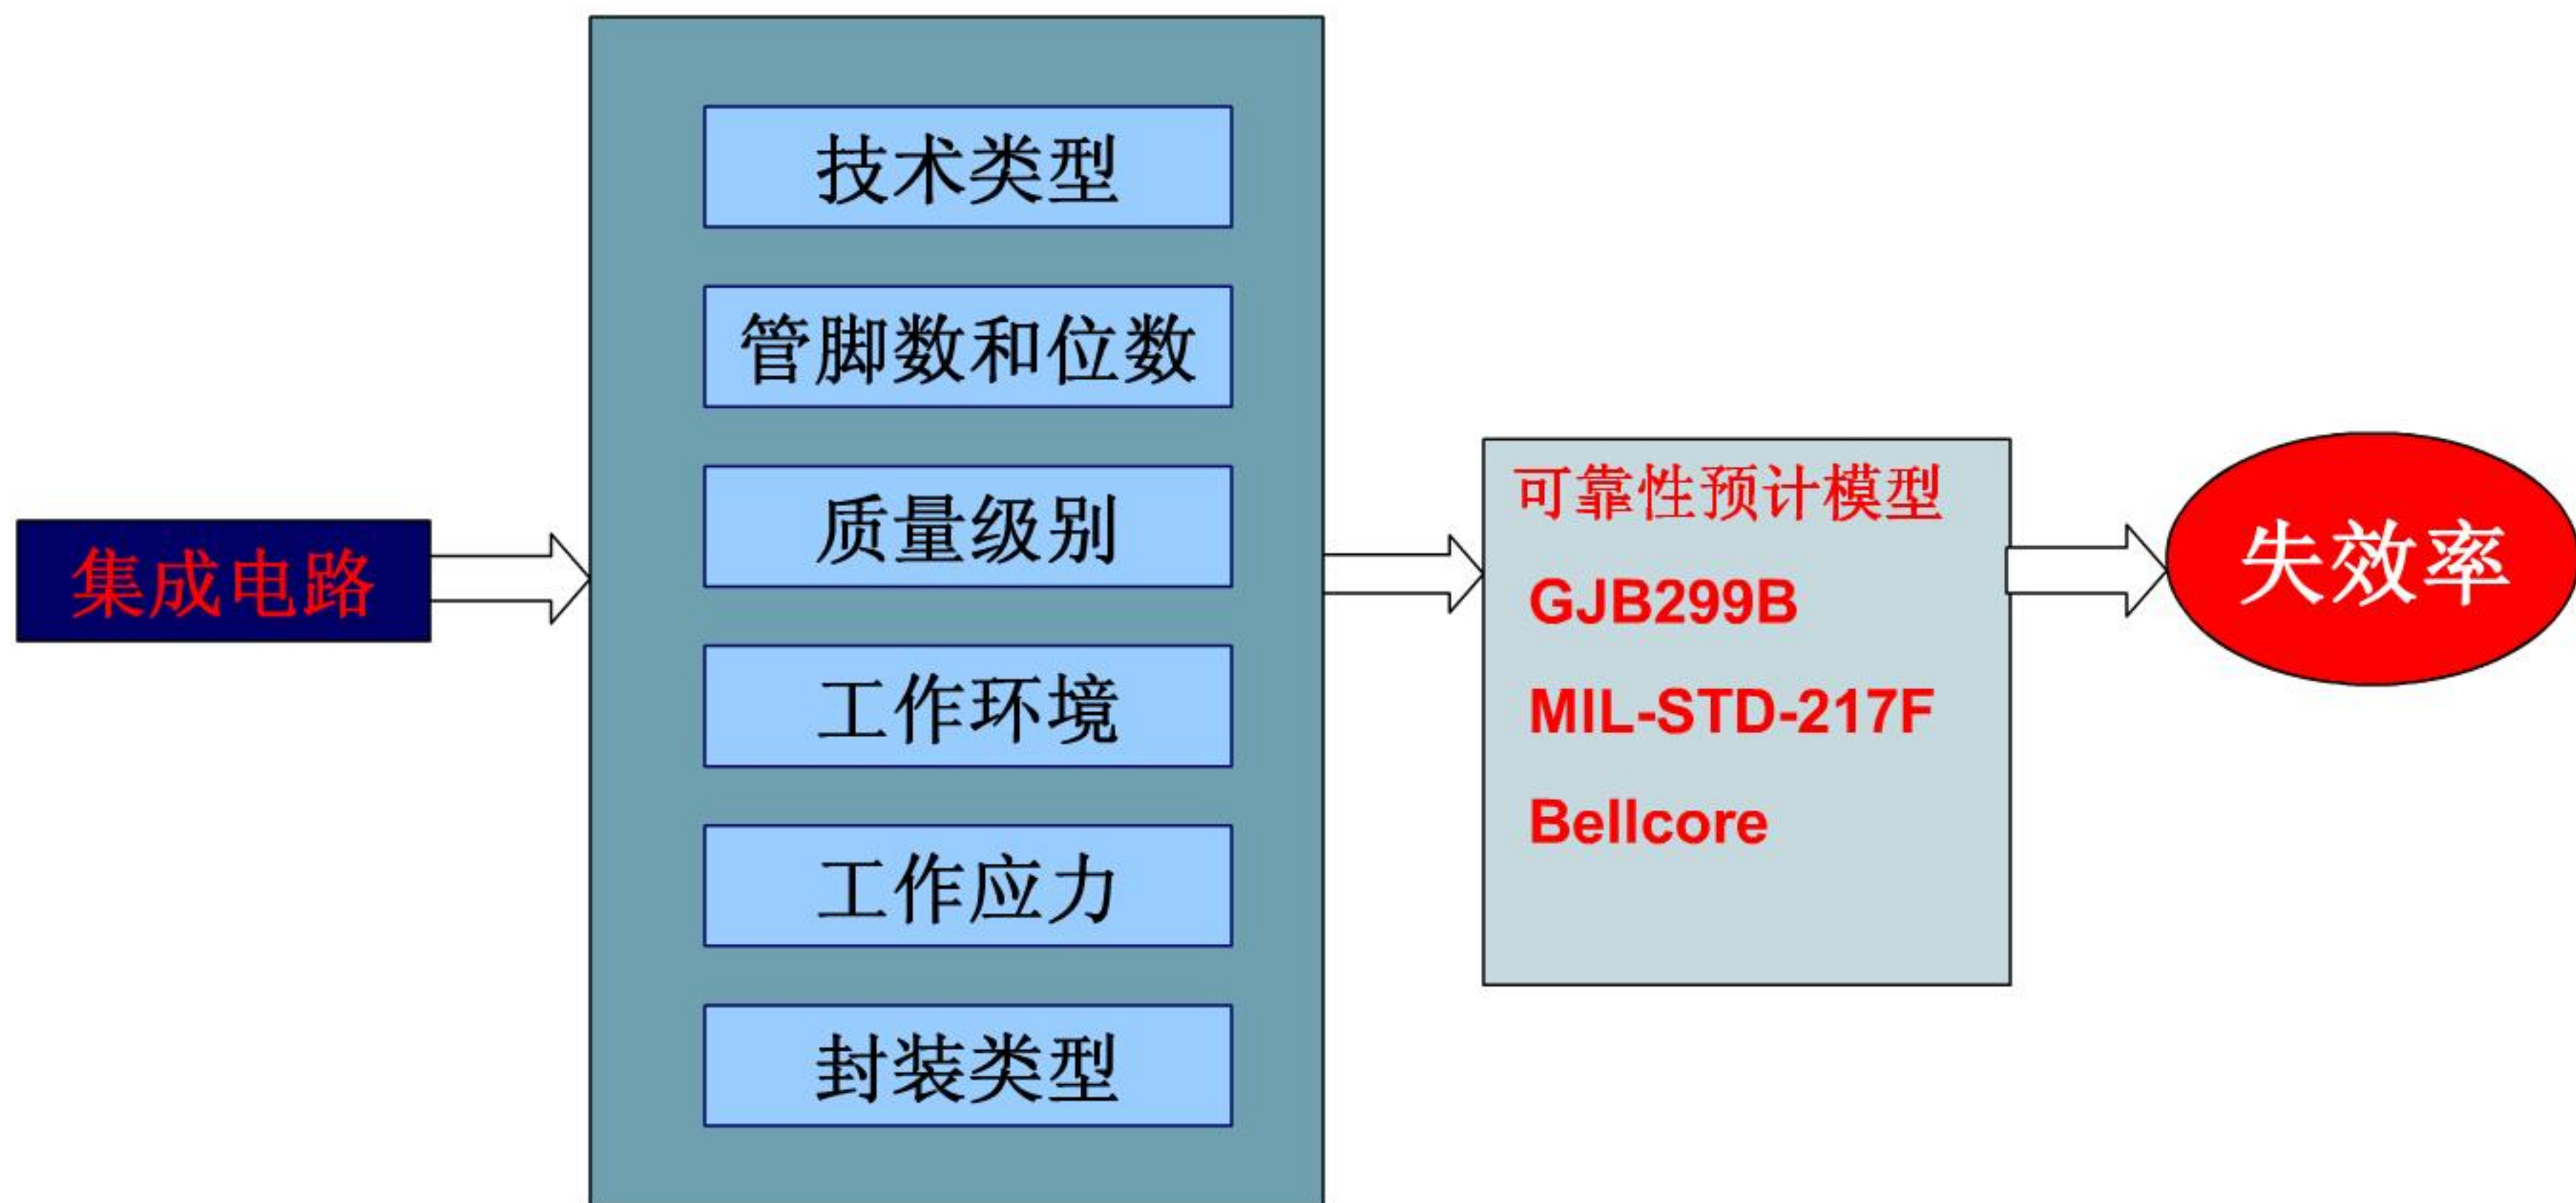 集成电路
技术类型
管脚数和位数
质量级别
工作环境
工作应力
封装类型
可靠性预计模型
GJB299B
MIL-STD-217F
Bellcore
失效率